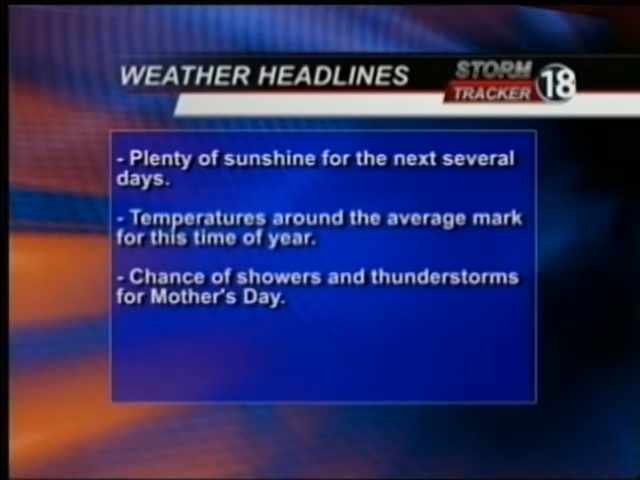 WEATHER HEADLINES
STORM
TRACKER
18
- Plenty of sunshine for the next several
days.
- Temperatures around the average mark
for this time of year.
- Chance of showers and thunderstorms
for Mother's Day.